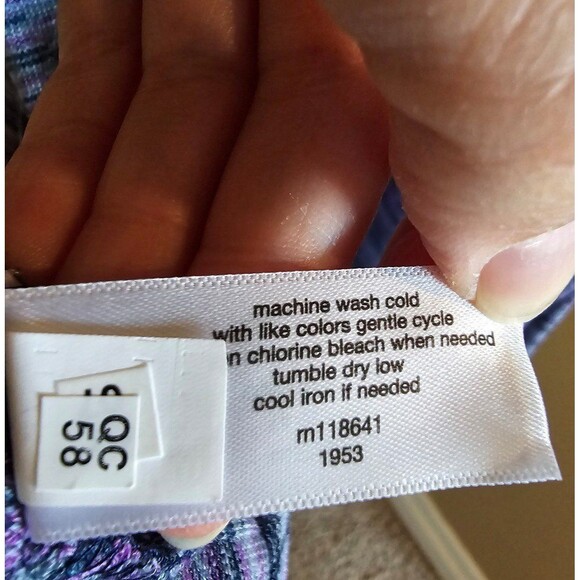 machine wash cold
with like colors gentle cycle
chlorine bleach when needed
tumble dry low
cool iron if needed
rn118641
1953
QC
58